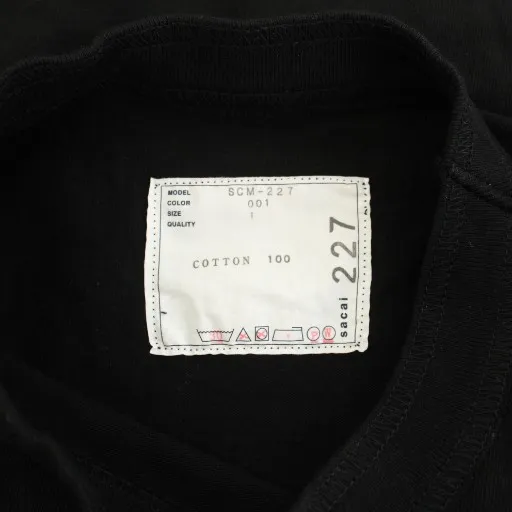 MODEL SCM-227
COLOR 001
SIZE 1
QUALITY
COTTON 100
sacai 227